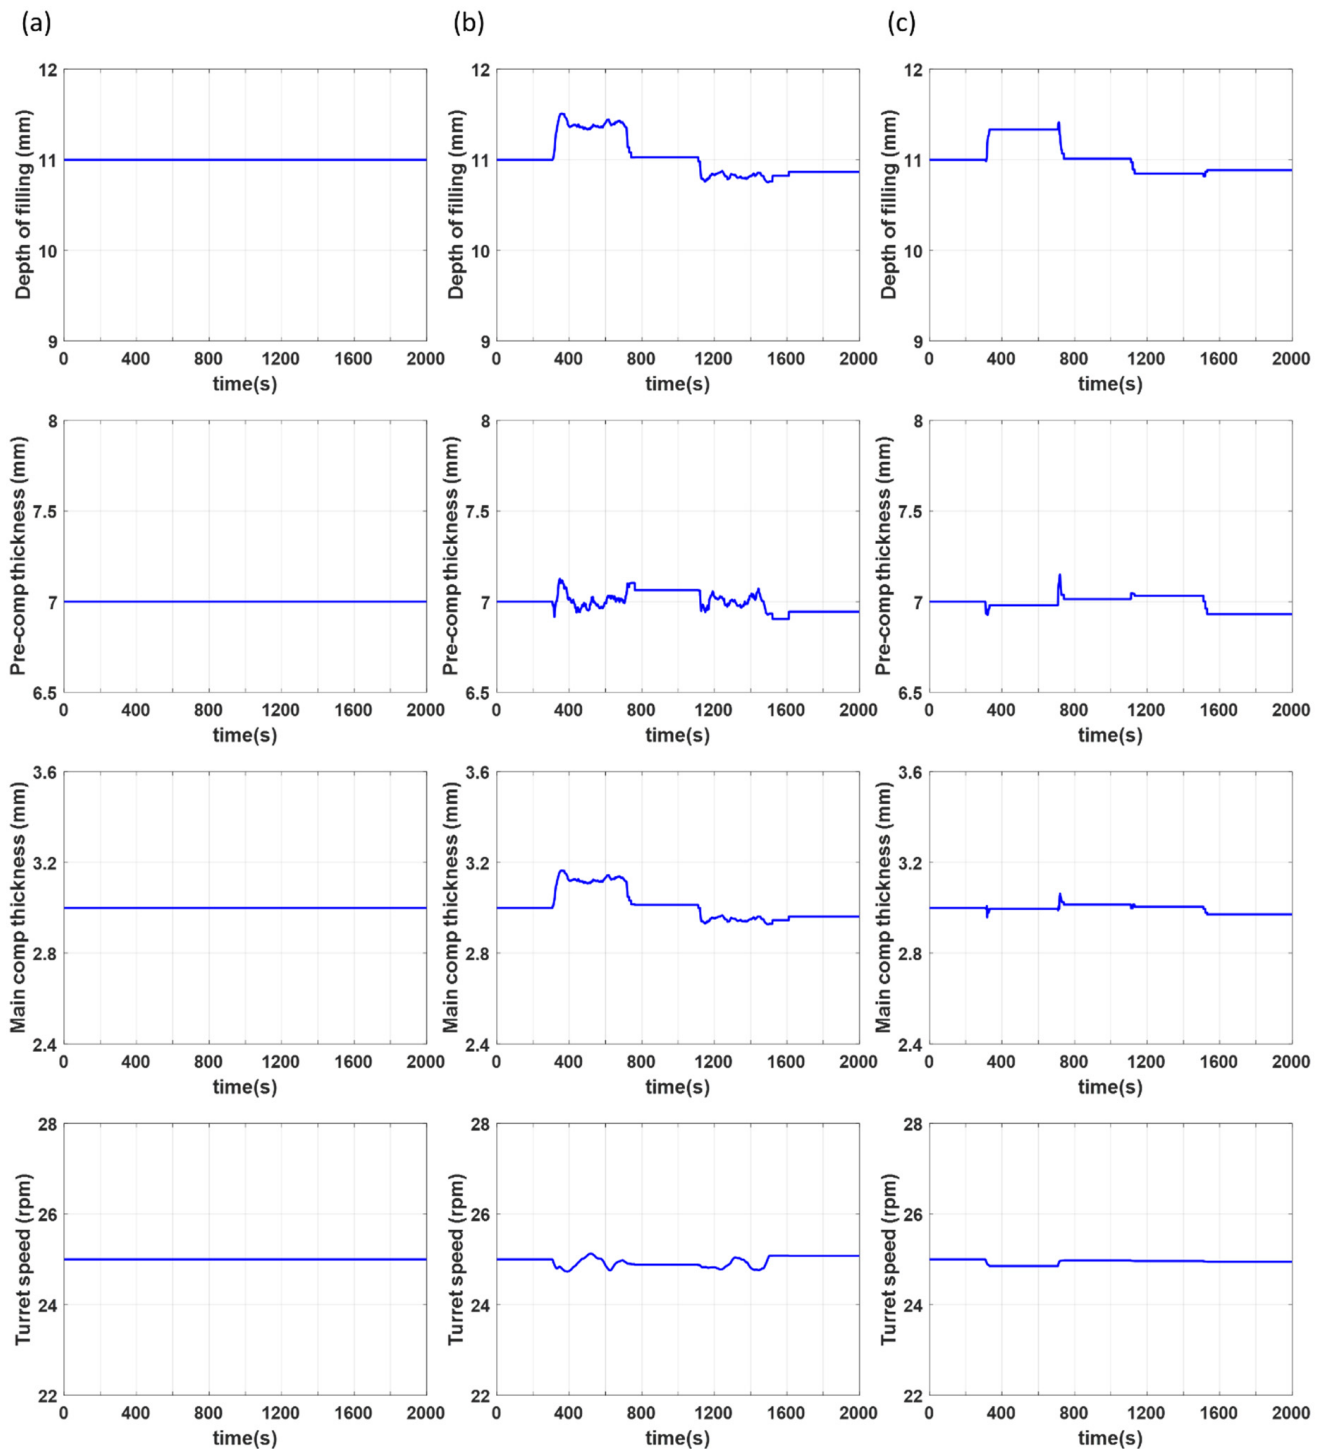 (a)
(b)
(c)
12
11
10
9
Depth of filling (mm)
0 400 800 1200 1600 2000
time(s)
12
11
10
9
Depth of filling (mm)
0 400 800 1200 1600 2000
time(s)
12
11
10
9
Depth of filling (mm)
0 400 800 1200 1600 2000
time(s)
8
7.5
7
6.5
Pre-comp thickness (mm)
0 400 800 1200 1600 2000
time(s)
8
7.5
7
6.5
Pre-comp thickness (mm)
0 400 800 1200 1600 2000
time(s)
8
7.5
7
6.5
Pre-comp thickness (mm)
0 400 800 1200 1600 2000
time(s)
3.6
3.2
2.8
2.4
Main comp thickness (mm)
0 400 800 1200 1600 2000
time(s)
3.6
3.2
2.8
2.4
Main comp thickness (mm)
0 400 800 1200 1600 2000
time(s)
3.6
3.2
2.8
2.4
Main comp thickness (mm)
0 400 800 1200 1600 2000
time(s)
28
26
24
22
Turret speed (rpm)
0 400 800 1200 1600 2000
time(s)
28
26
24
22
Turret speed (rpm)
0 400 800 1200 1600 2000
time(s)
28
26
24
22
Turret speed (rpm)
0 400 800 1200 1600 2000
time(s)